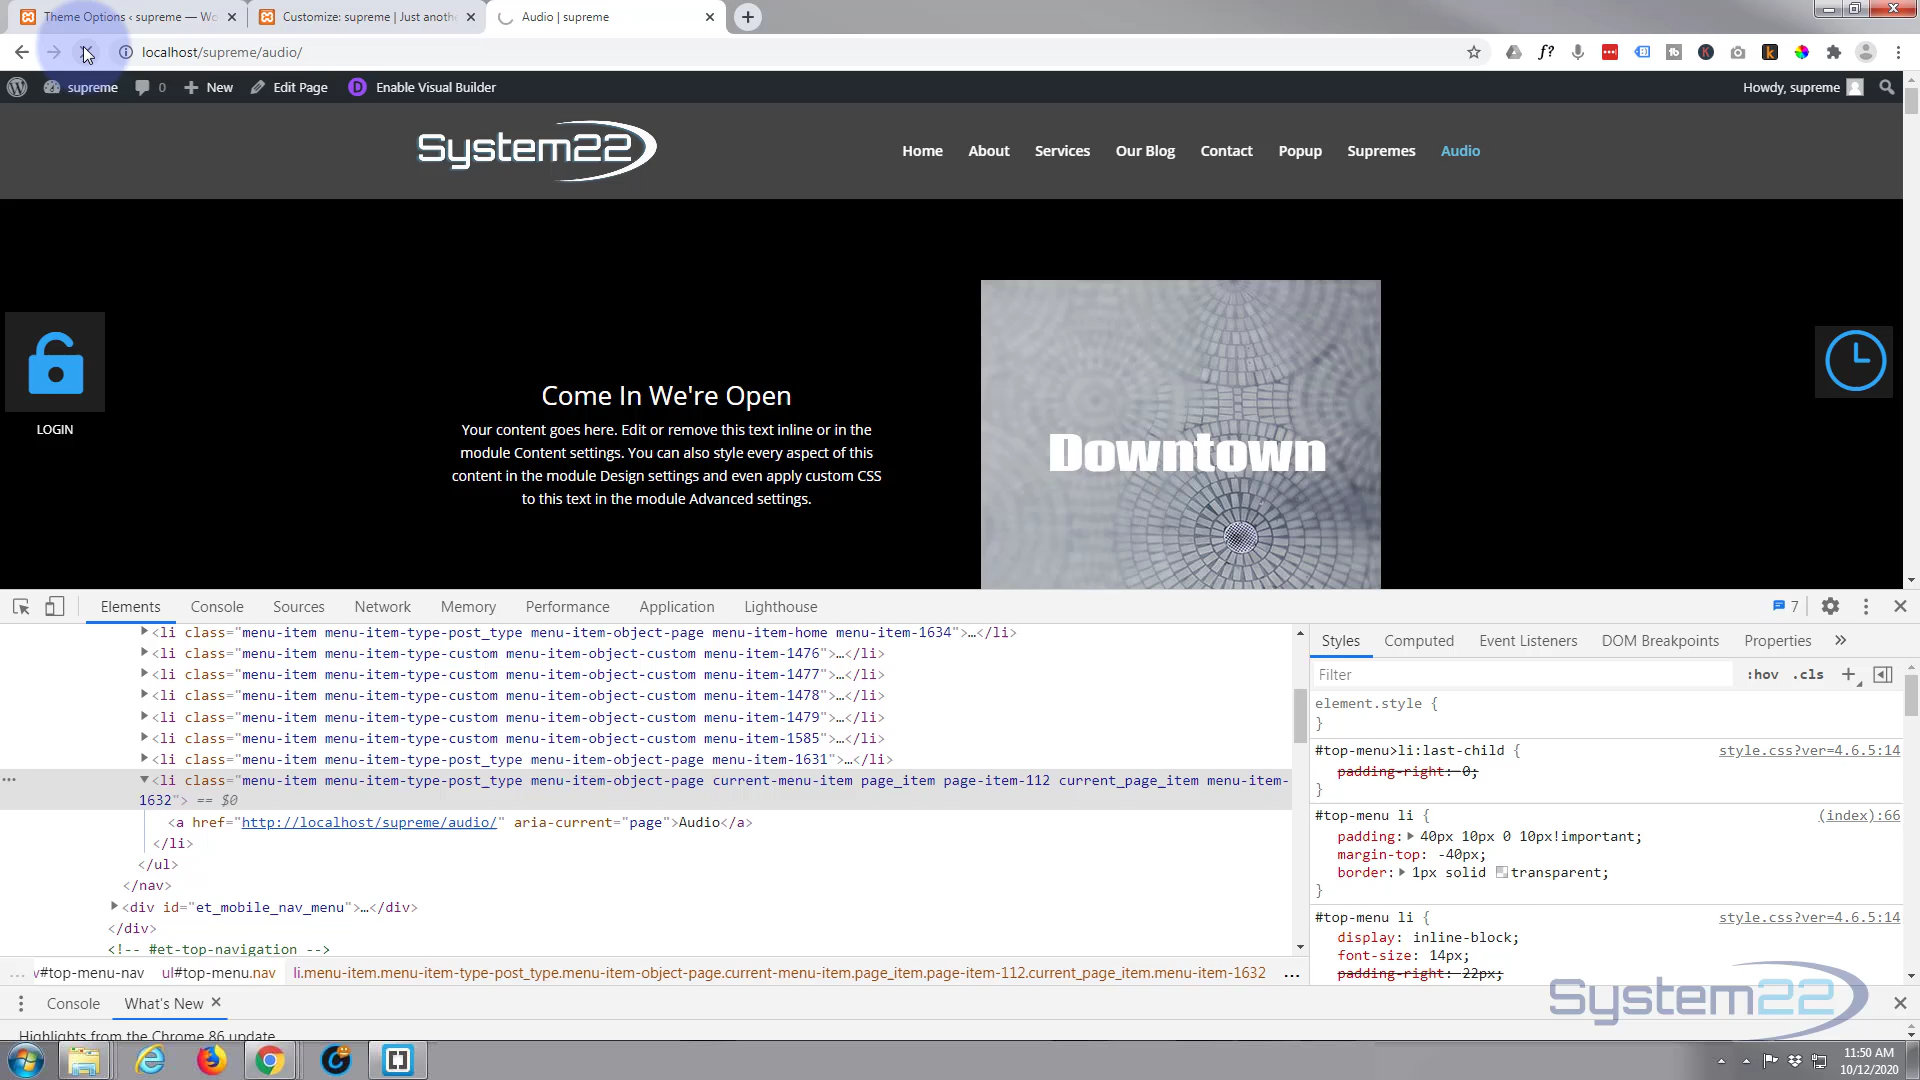 Theme Options ‹ supreme — Wo
Customize: supreme | Just anothe
Audio | supreme
localhost/supreme/audio/
supreme
0
New
Edit Page
D
Enable Visual Builder
Howdy, supreme
System22
Home
About
Services
Our Blog
Contact
Popup
Supremes
Audio
LOGIN
Come In We're Open
Your content goes here. Edit or remove this text inline or in the
module Content settings. You can also style every aspect of this
content in the module Design settings and even apply custom CSS
to this text in the module Advanced settings.
Downtown
Elements
Console
Sources
Network
Memory
Performance
Application
Lighthouse
7
<li class="menu-item menu-item-type-post_type menu-item-object-page menu-item-home menu-item-1634">…</li>
<li class="menu-item menu-item-type-custom menu-item-object-custom menu-item-1476">…</li>
<li class="menu-item menu-item-type-custom menu-item-object-custom menu-item-1477">…</li>
<li class="menu-item menu-item-type-custom menu-item-object-custom menu-item-1478">…</li>
<li class="menu-item menu-item-type-custom menu-item-object-custom menu-item-1479">…</li>
<li class="menu-item menu-item-type-custom menu-item-object-custom menu-item-1585">…</li>
<li class="menu-item menu-item-type-post_type menu-item-object-page menu-item-1631">…</li>
<li class="menu-item menu-item-type-post_type menu-item-object-page current-menu-item page_item page-item-112 current_page_item menu-item-
1632"> == $0
<a href="http://localhost/supreme/audio/" aria-current="page">Audio</a>
</li>
</ul>
</nav>
<div id="et_mobile_nav_menu">…</div>
</div>
<!-- #et-top-navigation -->
… v#top-menu-nav ul#top-menu.nav li.menu-item.menu-item-type-post_type.menu-item-object-page.current-menu-item.page_item.page-item-112.current_page_item.menu-item-1632 …
Styles
Computed
Event Listeners
DOM Breakpoints
Properties
»
Filter
:hov
.cls
element.style {
}
#top-menu>li:last-child {
style.css?ver=4.6.5:14
padding-right: 0;
}
#top-menu li {
(index):66
padding: 40px 10px 0 10px!important;
margin-top: -40px;
border: 1px solid transparent;
}
#top-menu li {
style.css?ver=4.6.5:14
display: inline-block;
font-size: 14px;
padding-right: 22px;
System22
Console
What's New
Highlights from the Chrome 86 update
11:50 AM
10/12/2020